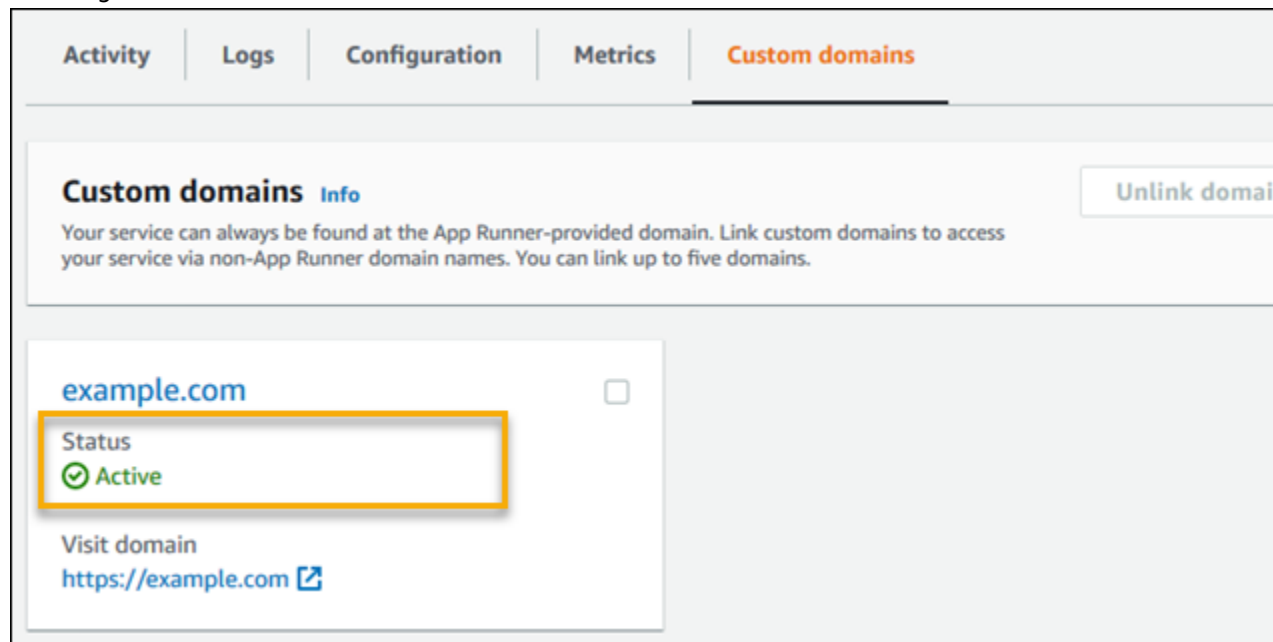 Activity Logs Configuration Metrics Custom domains
Custom domains Info
Unlink domai
Your service can always be found at the App Runner-provided domain. Link custom domains to access
your service via non-App Runner domain names. You can link up to five domains.
example.com
Status
Active
Visit domain
https://example.com